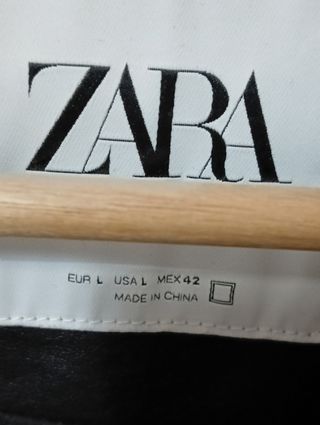 ZARA
EUR L USA L MEX 42
MADE IN CHINA